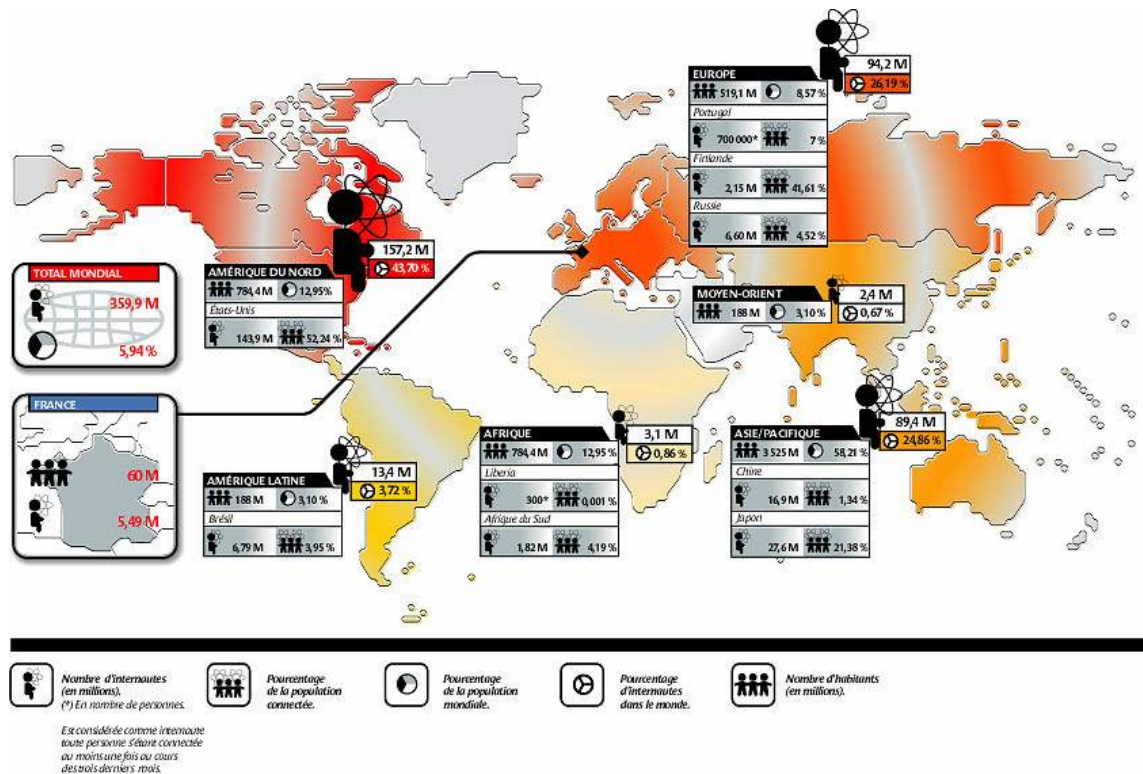 94,2 M
26,19 %
EUROPE
519,1 M 8,57 %
Portugal
700 000* 7 %
Finlande
2,15 M 41,61 %
Russie
6,60 M 4,52 %
157,2 M
43,70 %
TOTAL MONDIAL
359,9 M
5,94 %
AMÉRIQUE DU NORD
784,4 M 12,95%
États-Unis
143,9 M 52,24 %
MOYEN-ORIENT
188 M 3,10 %
2,4 M
0,67 %
FRANCE
60 M
5,49 M
13,4 M
3,72 %
AMÉRIQUE LATINE
188 M 3,10 %
Brésil
6,79 M 3,95 %
3,1 M
0,86 %
AFRIQUE
784,4 M 12,95 %
Liberia
300* 0,001 %
Afrique du Sud
1,82 M 4,19 %
89,4 M
24,86 %
ASIE/PACIFIQUE
3 525 M 58,21 %
Chine
16,9 M 1,34 %
Japon
27,6 M 21,38 %
Nombre d'internautes
(en millions).
(*) En nombre de personnes.
Est considérée comme internaute
toute personne s'étant connectée
au moins une fois au cours
des trois derniers mois.
Pourcentage
de la population
connectée.
Pourcentage
de la population
mondiale.
Pourcentage
d'internautes
dans le monde.
Nombre d'habitants
(en millions).